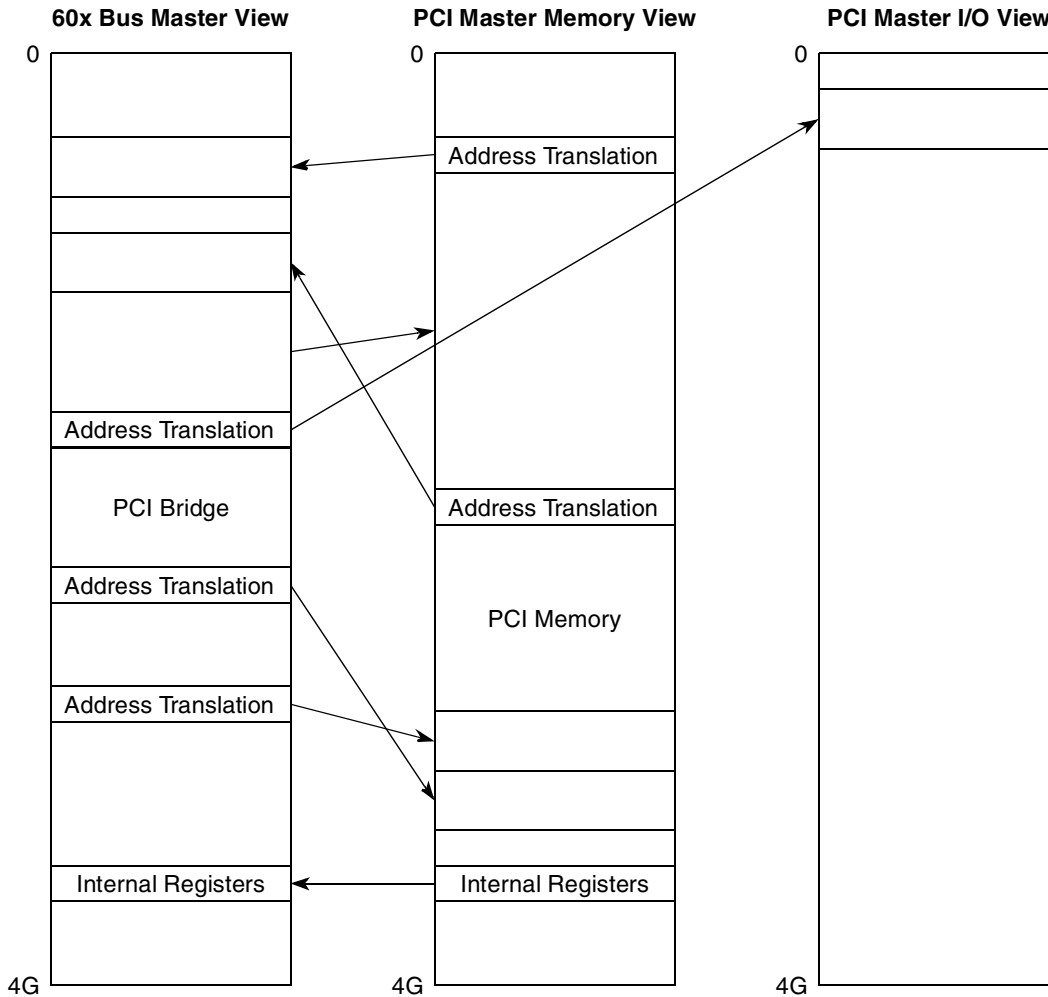 60x Bus Master View
PCI Master Memory View
PCI Master I/O View
0
0
0
Address Translation
Address Translation
PCI Bridge
Address Translation
Address Translation
Internal Registers
Address Translation
PCI Memory
Internal Registers
4G
4G
4G